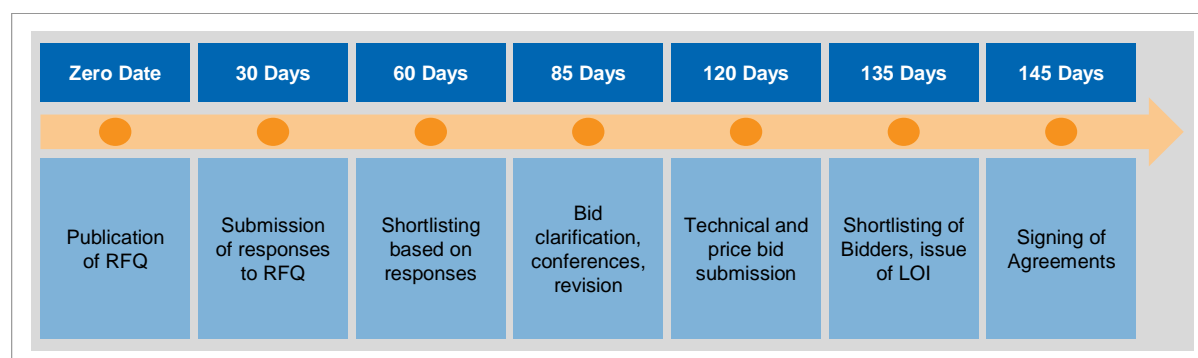 Zero Date
30 Days
60 Days
85 Days
120 Days
135 Days
145 Days
Publication
of RFQ
Submission
of responses
to RFQ
Shortlisting
based on
responses
Bid
clarification,
conferences,
revision
Technical and
price bid
submission
Shortlisting of
Bidders, issue
of LOI
Signing of
Agreements